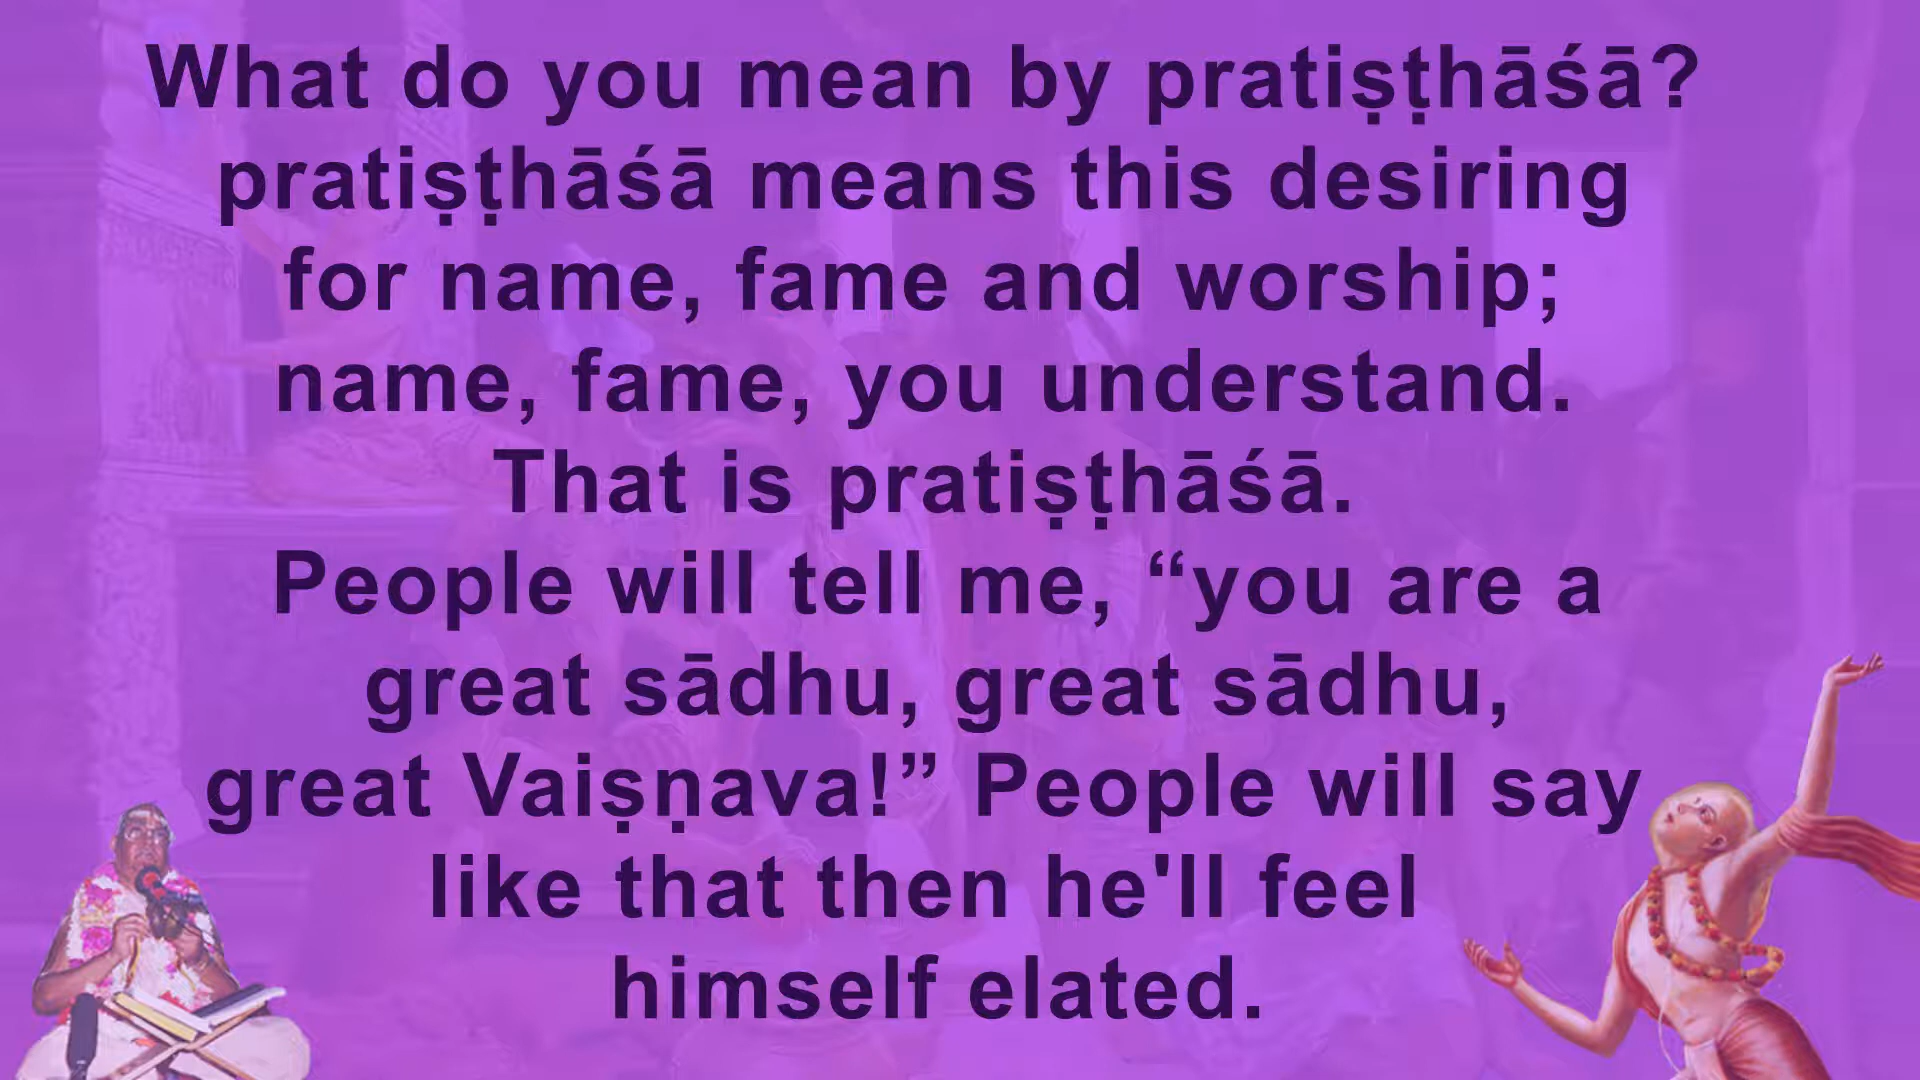 What do you mean by pratiṣṭhāśā?
pratiṣṭhāśā means this desiring
for name, fame and worship;
name, fame, you understand.
That is pratiṣṭhāśā.
People will tell me, “you are a
great sādhu, great sādhu,
great Vaiṣṇava!” People will say
like that then he'll feel
himself elated.